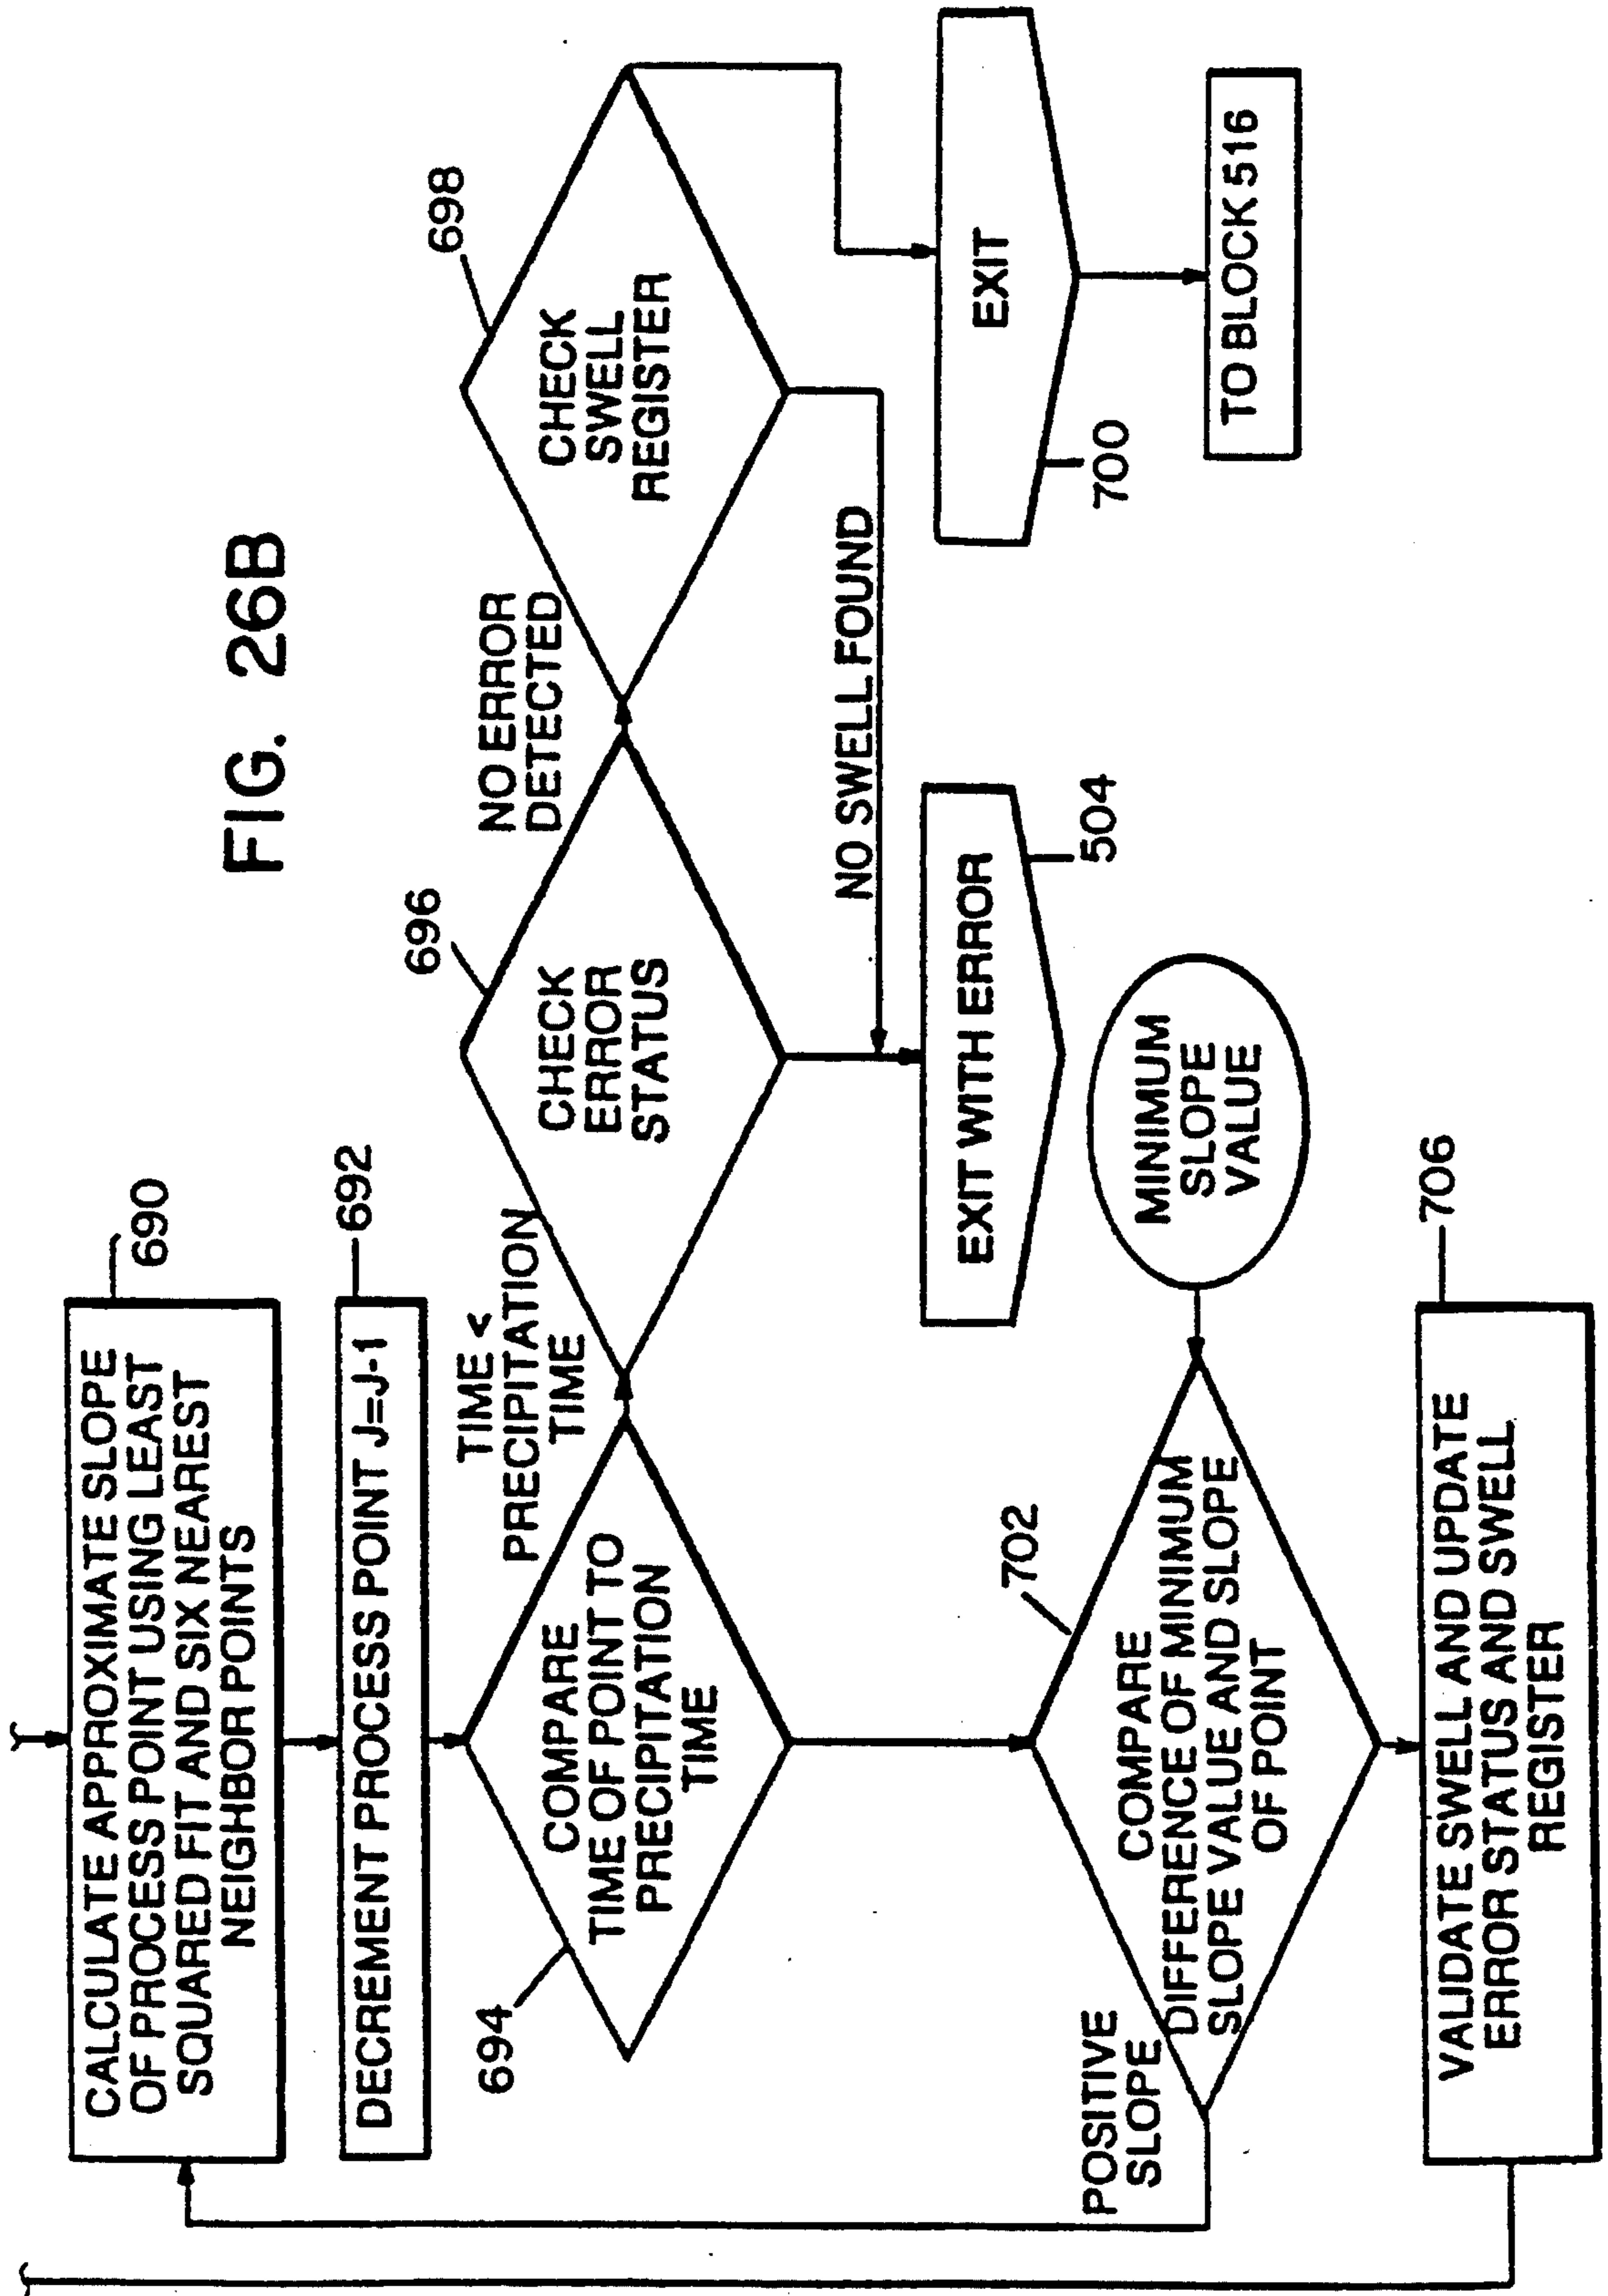 FIG. 26B
CALCULATE APPROXIMATE SLOPE
OF PROCESS POINT USING LEAST
SQUARED FIT AND SIX NEAREST
NEIGHBOR POINTS
690
DECREMENT PROCESS POINT J=J-1
692
COMPARE
TIME OF POINT TO
PRECIPITATION
TIME
694
TIME <
PRECIPITATION
TIME
CHECK
ERROR
STATUS
696
NO ERROR
DETECTED
CHECK
SWELL
REGISTER
698
NO SWELL FOUND
EXIT WITH ERROR
504
EXIT
700
TO BLOCK 516
COMPARE
DIFFERENCE OF MINIMUM
SLOPE VALUE AND SLOPE
OF POINT
702
POSITIVE
SLOPE
MINIMUM
SLOPE
VALUE
VALIDATE SWELL AND UPDATE
ERROR STATUS AND SWELL
REGISTER
706